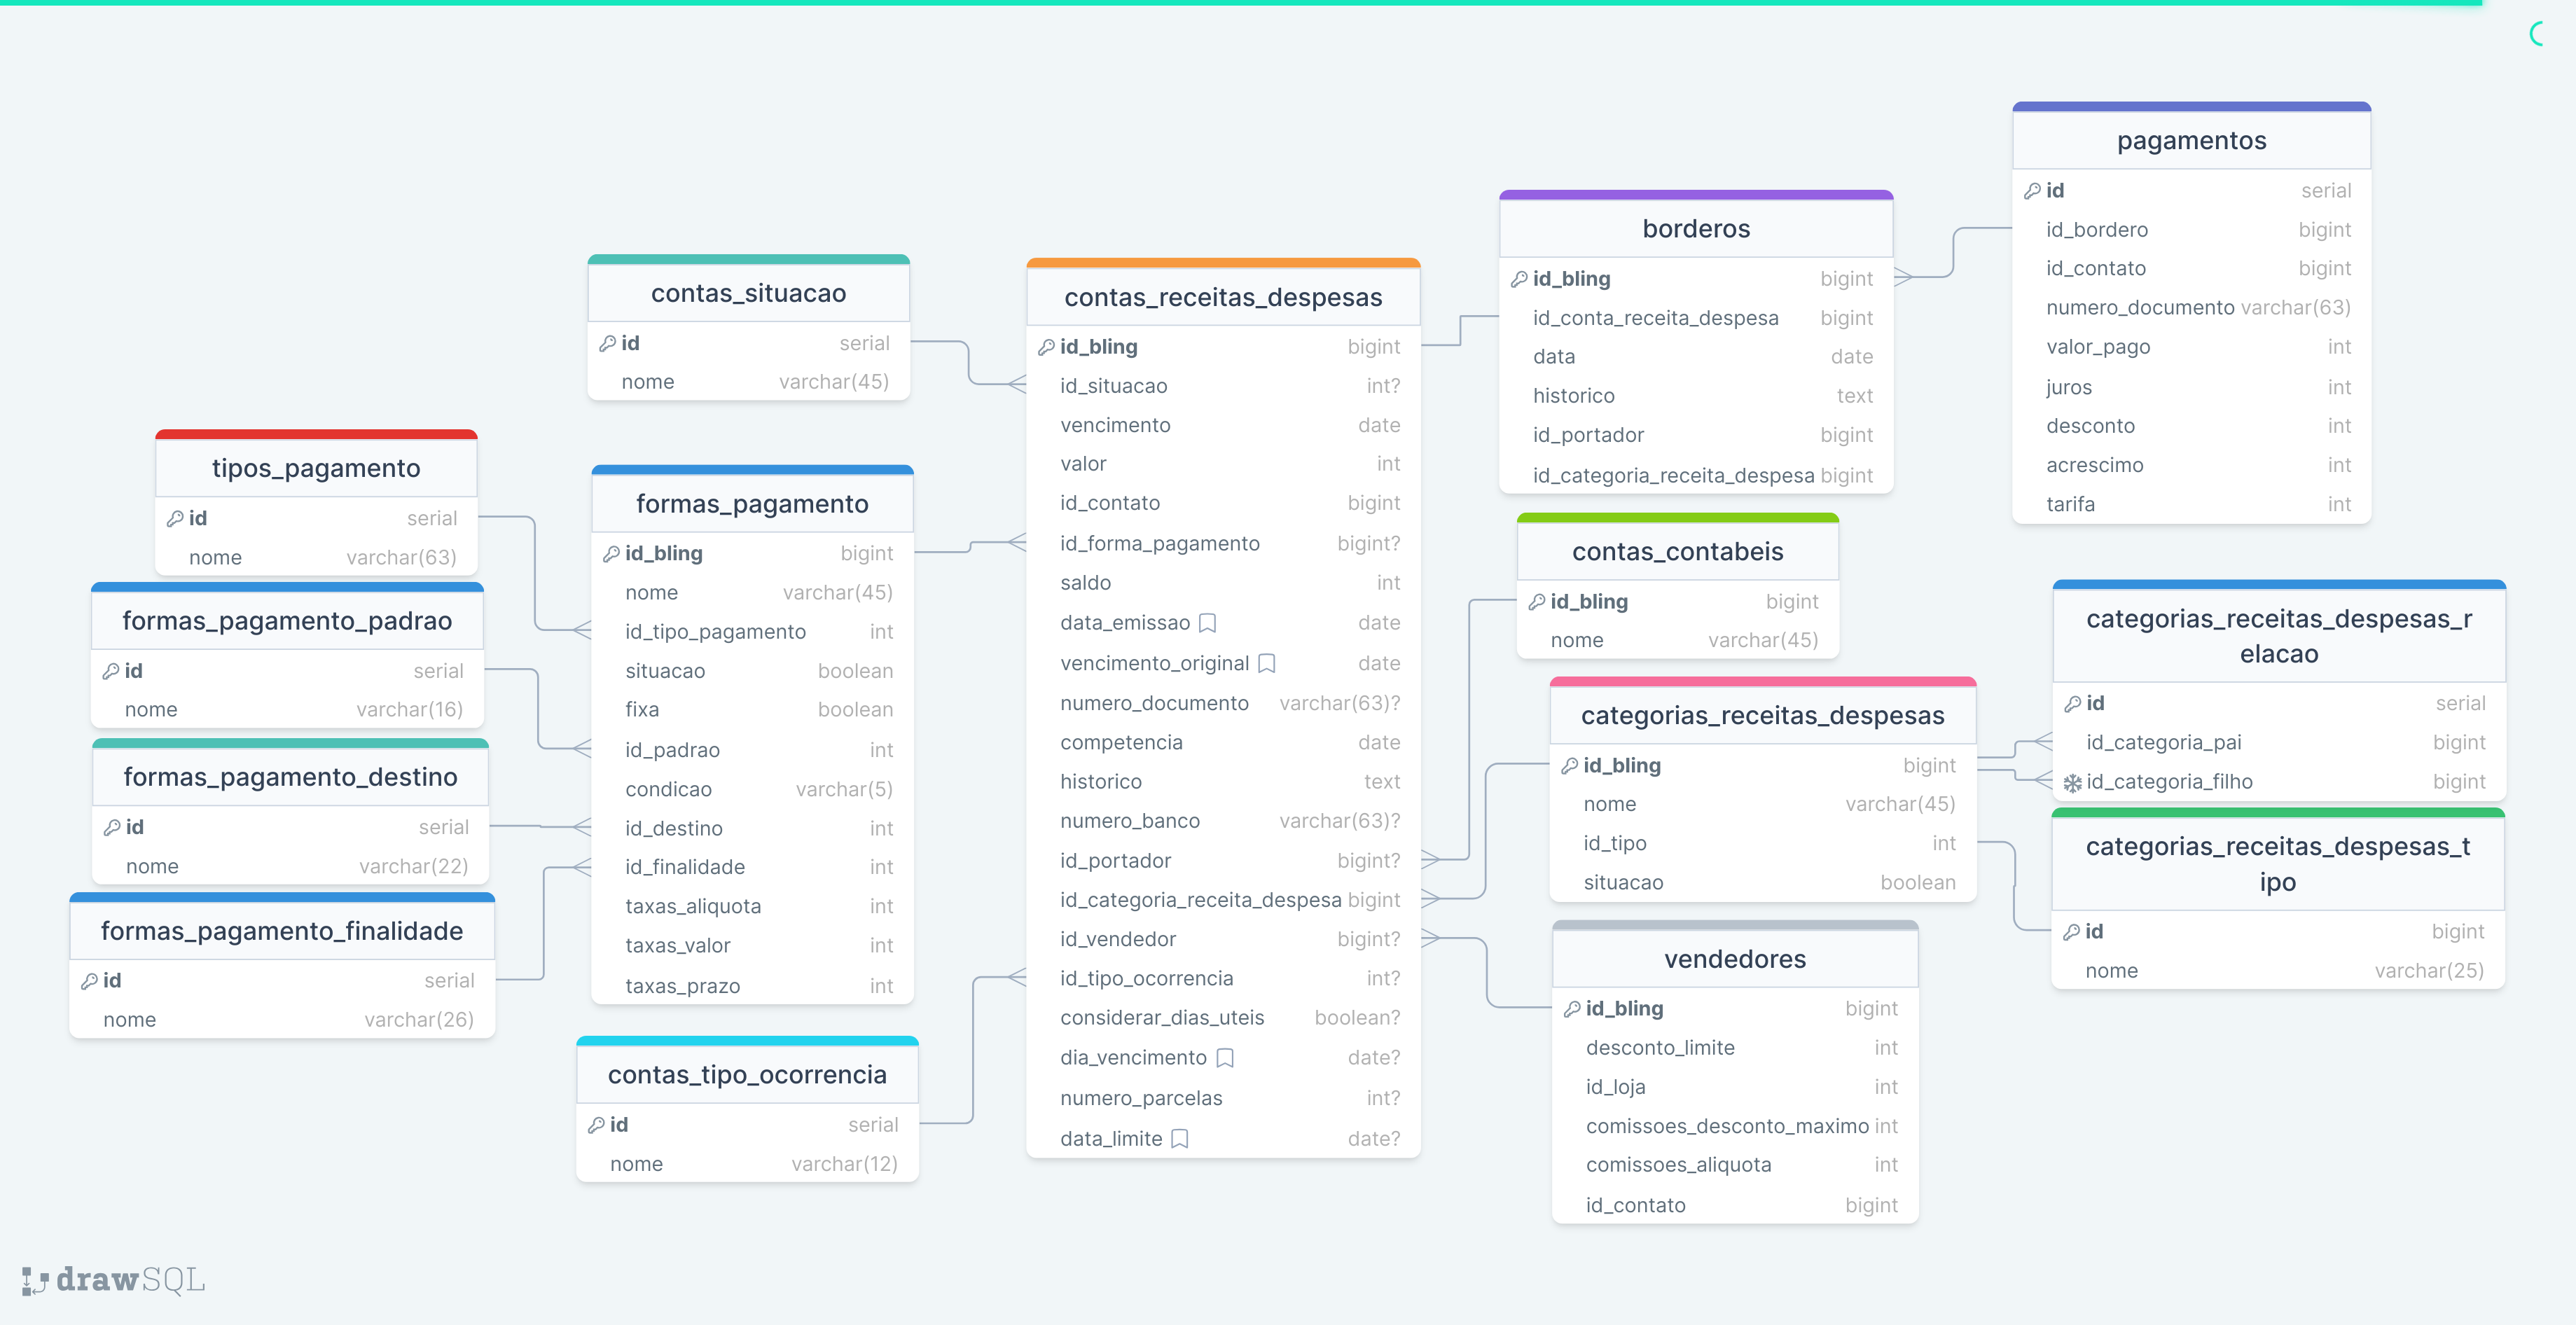 pagamentos
id serial
id_bordero bigint
id_contato bigint
numero_documento varchar(63)
valor_pago int
juros int
desconto int
acrescimo int
tarifa int
borderos
id_bling bigint
id_conta_receita_despesa bigint
data date
historico text
id_portador bigint
id_categoria_receita_despesa bigint
contas_situacao
id serial
nome varchar(45)
contas_receitas_despesas
id_bling bigint
id_situacao int?
vencimento date
valor int
id_contato bigint
id_forma_pagamento bigint?
saldo int
data_emissao date
vencimento_original date
numero_documento varchar(63)?
competencia date
historico text
numero_banco varchar(63)?
id_portador bigint?
id_categoria_receita_despesa bigint
id_vendedor bigint?
id_tipo_ocorrencia int?
considerar_dias_uteis boolean?
dia_vencimento date?
numero_parcelas int?
data_limite date?
tipos_pagamento
id serial
nome varchar(63)
formas_pagamento
id_bling bigint
nome varchar(45)
id_tipo_pagamento int
situacao boolean
fixa boolean
id_padrao int
condicao varchar(5)
id_destino int
id_finalidade int
taxas_aliquota int
taxas_valor int
taxas_prazo int
formas_pagamento_padrao
id serial
nome varchar(16)
formas_pagamento_destino
id serial
nome varchar(22)
formas_pagamento_finalidade
id serial
nome varchar(26)
contas_tipo_ocorrencia
id serial
nome varchar(12)
contas_contabeis
id_bling bigint
nome varchar(45)
categorias_receitas_despesas
id_bling bigint
nome varchar(45)
id_tipo int
situacao boolean
categorias_receitas_despesas_r
elacao
id serial
id_categoria_pai bigint
id_categoria_filho bigint
categorias_receitas_despesas_t
ipo
id bigint
nome varchar(25)
vendedores
id_bling bigint
desconto_limite int
id_loja int
comissoes_desconto_maximo int
comissoes_aliquota int
id_contato bigint
drawSQL